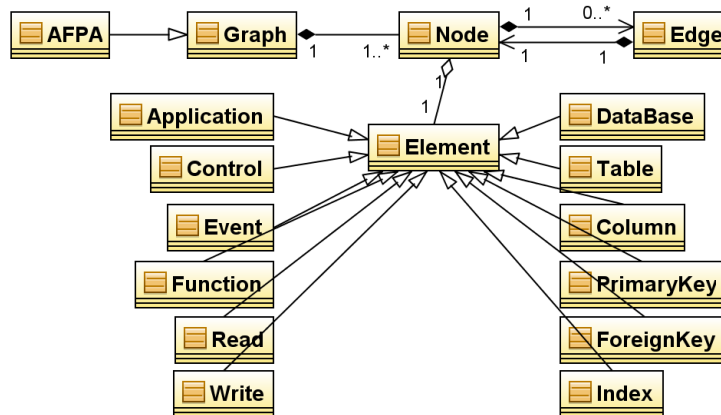 AFPA
Graph
Node
Edge
1
1..*
1
0..*
1
1
1
1
Application
Element
DataBase
Control
Table
Event
Column
Function
PrimaryKey
Read
ForeignKey
Write
Index